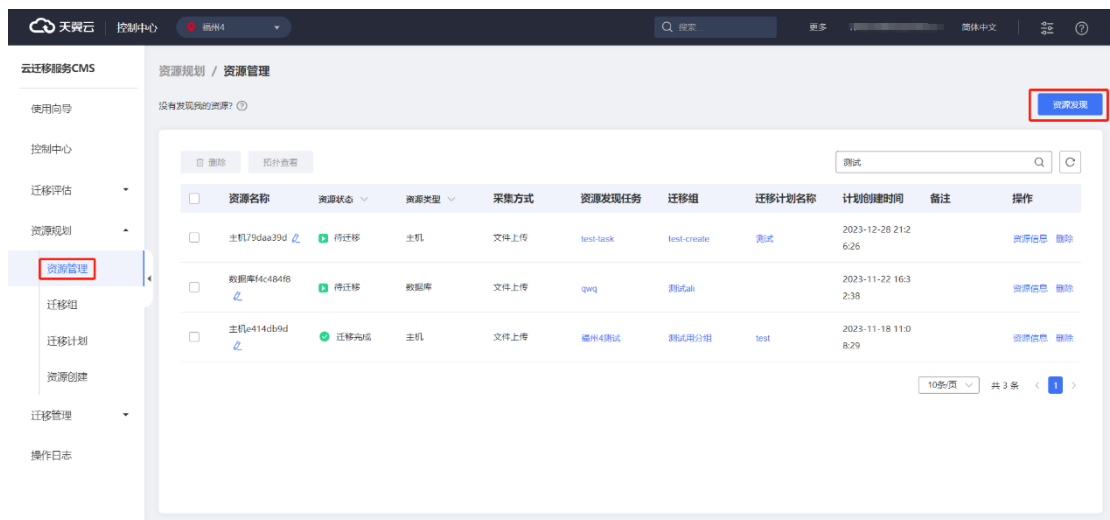 天翼云 控制中心 福州4 搜索... 更多 简体中文
云迁移服务CMS
使用向导
控制中心
迁移评估
资源规划
资源管理
迁移组
迁移计划
资源创建
迁移管理
操作日志
资源规划 / 资源管理
没有发现我的资源?
资源发现
删除 拓扑查看 测试
资源名称 资源状态 资源类型 采集方式 资源发现任务 迁移组 迁移计划名称 计划创建时间 备注 操作
主机79daa39d 待迁移 主机 文件上传 test-task test-create 测试 2023-12-28 21:2 资源信息 删除
6:26
数据库f4c484f8 待迁移 数据库 文件上传 qwq 测试ali 2023-11-22 16:3 资源信息 删除
2:38
主机e414db9d 迁移完成 主机 文件上传 福州4测试 测试用分组 test 2023-11-18 11:0 资源信息 删除
8:29
10条/页 共 3 条 1